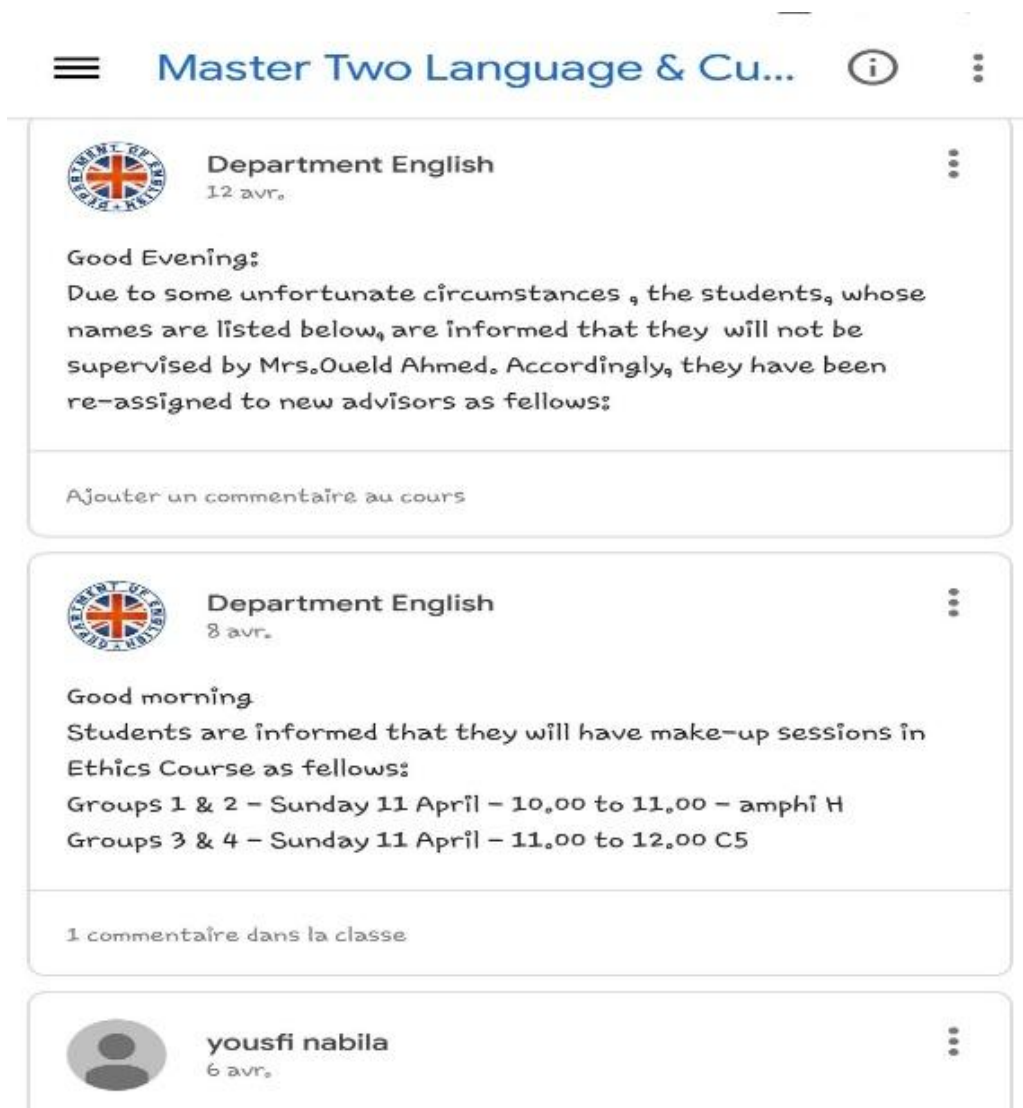 Master Two Language & Cu...
Department English
12 avr.
Good Evening:
Due to some unfortunate circumstances , the students, whose
names are listed below, are informed that they will not be
supervised by Mrs.Oueld Ahmed. Accordingly, they have been
re-assigned to new advisors as fellows:
Ajouter un commentaire au cours
DEPARTMENT OF ENGLISH
Department English
8 avr.
Good morning
Students are informed that they will have make-up sessions in
Ethics Course as fellows:
Groups 1 & 2 - Sunday 11 April - 10.00 to 11.00 - amphi H
Groups 3 & 4 - Sunday 11 April - 11.00 to 12.00 C5
1 commentaire dans la classe
yousfi nabila
6 avr.